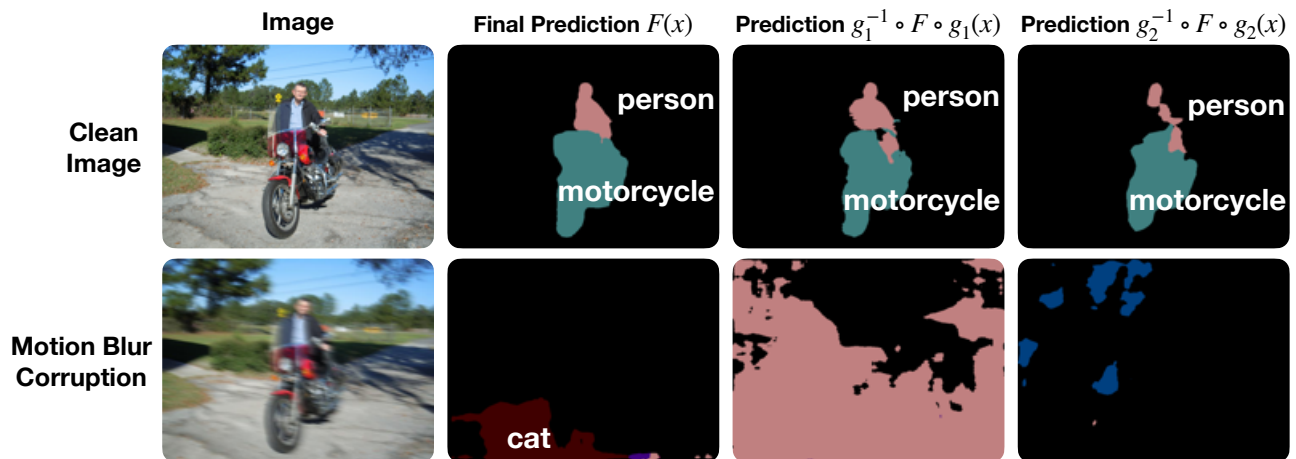 Image
Final Prediction F(x)
Prediction g₁⁻¹ ∘ F ∘ g₁(x)
Prediction g₂⁻¹ ∘ F ∘ g₂(x)
Clean
Image
person
motorcycle
person
motorcycle
person
motorcycle
Motion Blur
Corruption
cat